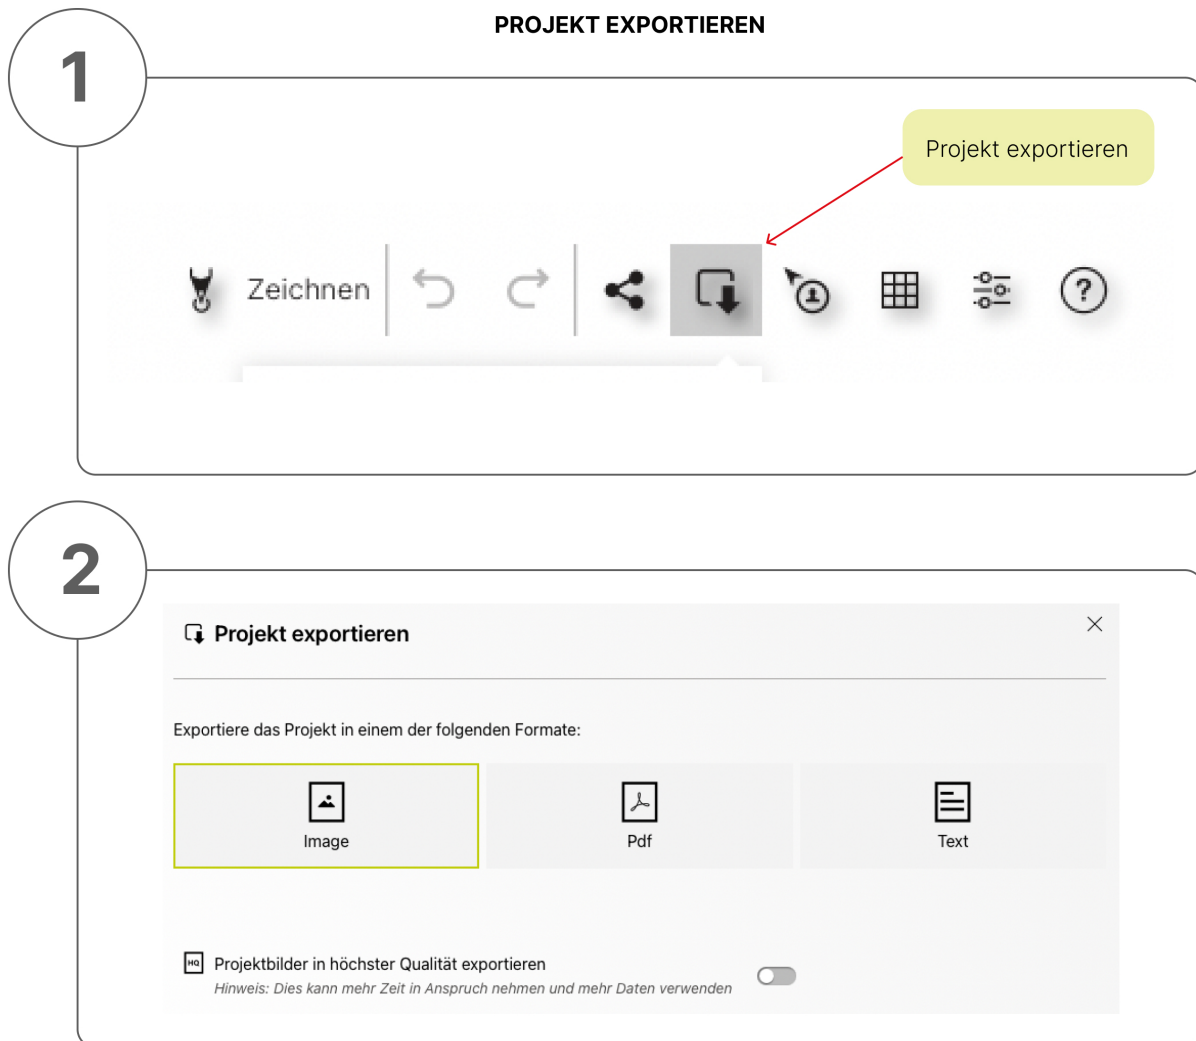 PROJEKT EXPORTIEREN
1
Projekt exportieren
Zeichnen
?
2
Projekt exportieren
Exportiere das Projekt in einem der folgenden Formate:
Image
Pdf
Text
HQ
Projektbilder in höchster Qualität exportieren
Hinweis: Dies kann mehr Zeit in Anspruch nehmen und mehr Daten verwenden